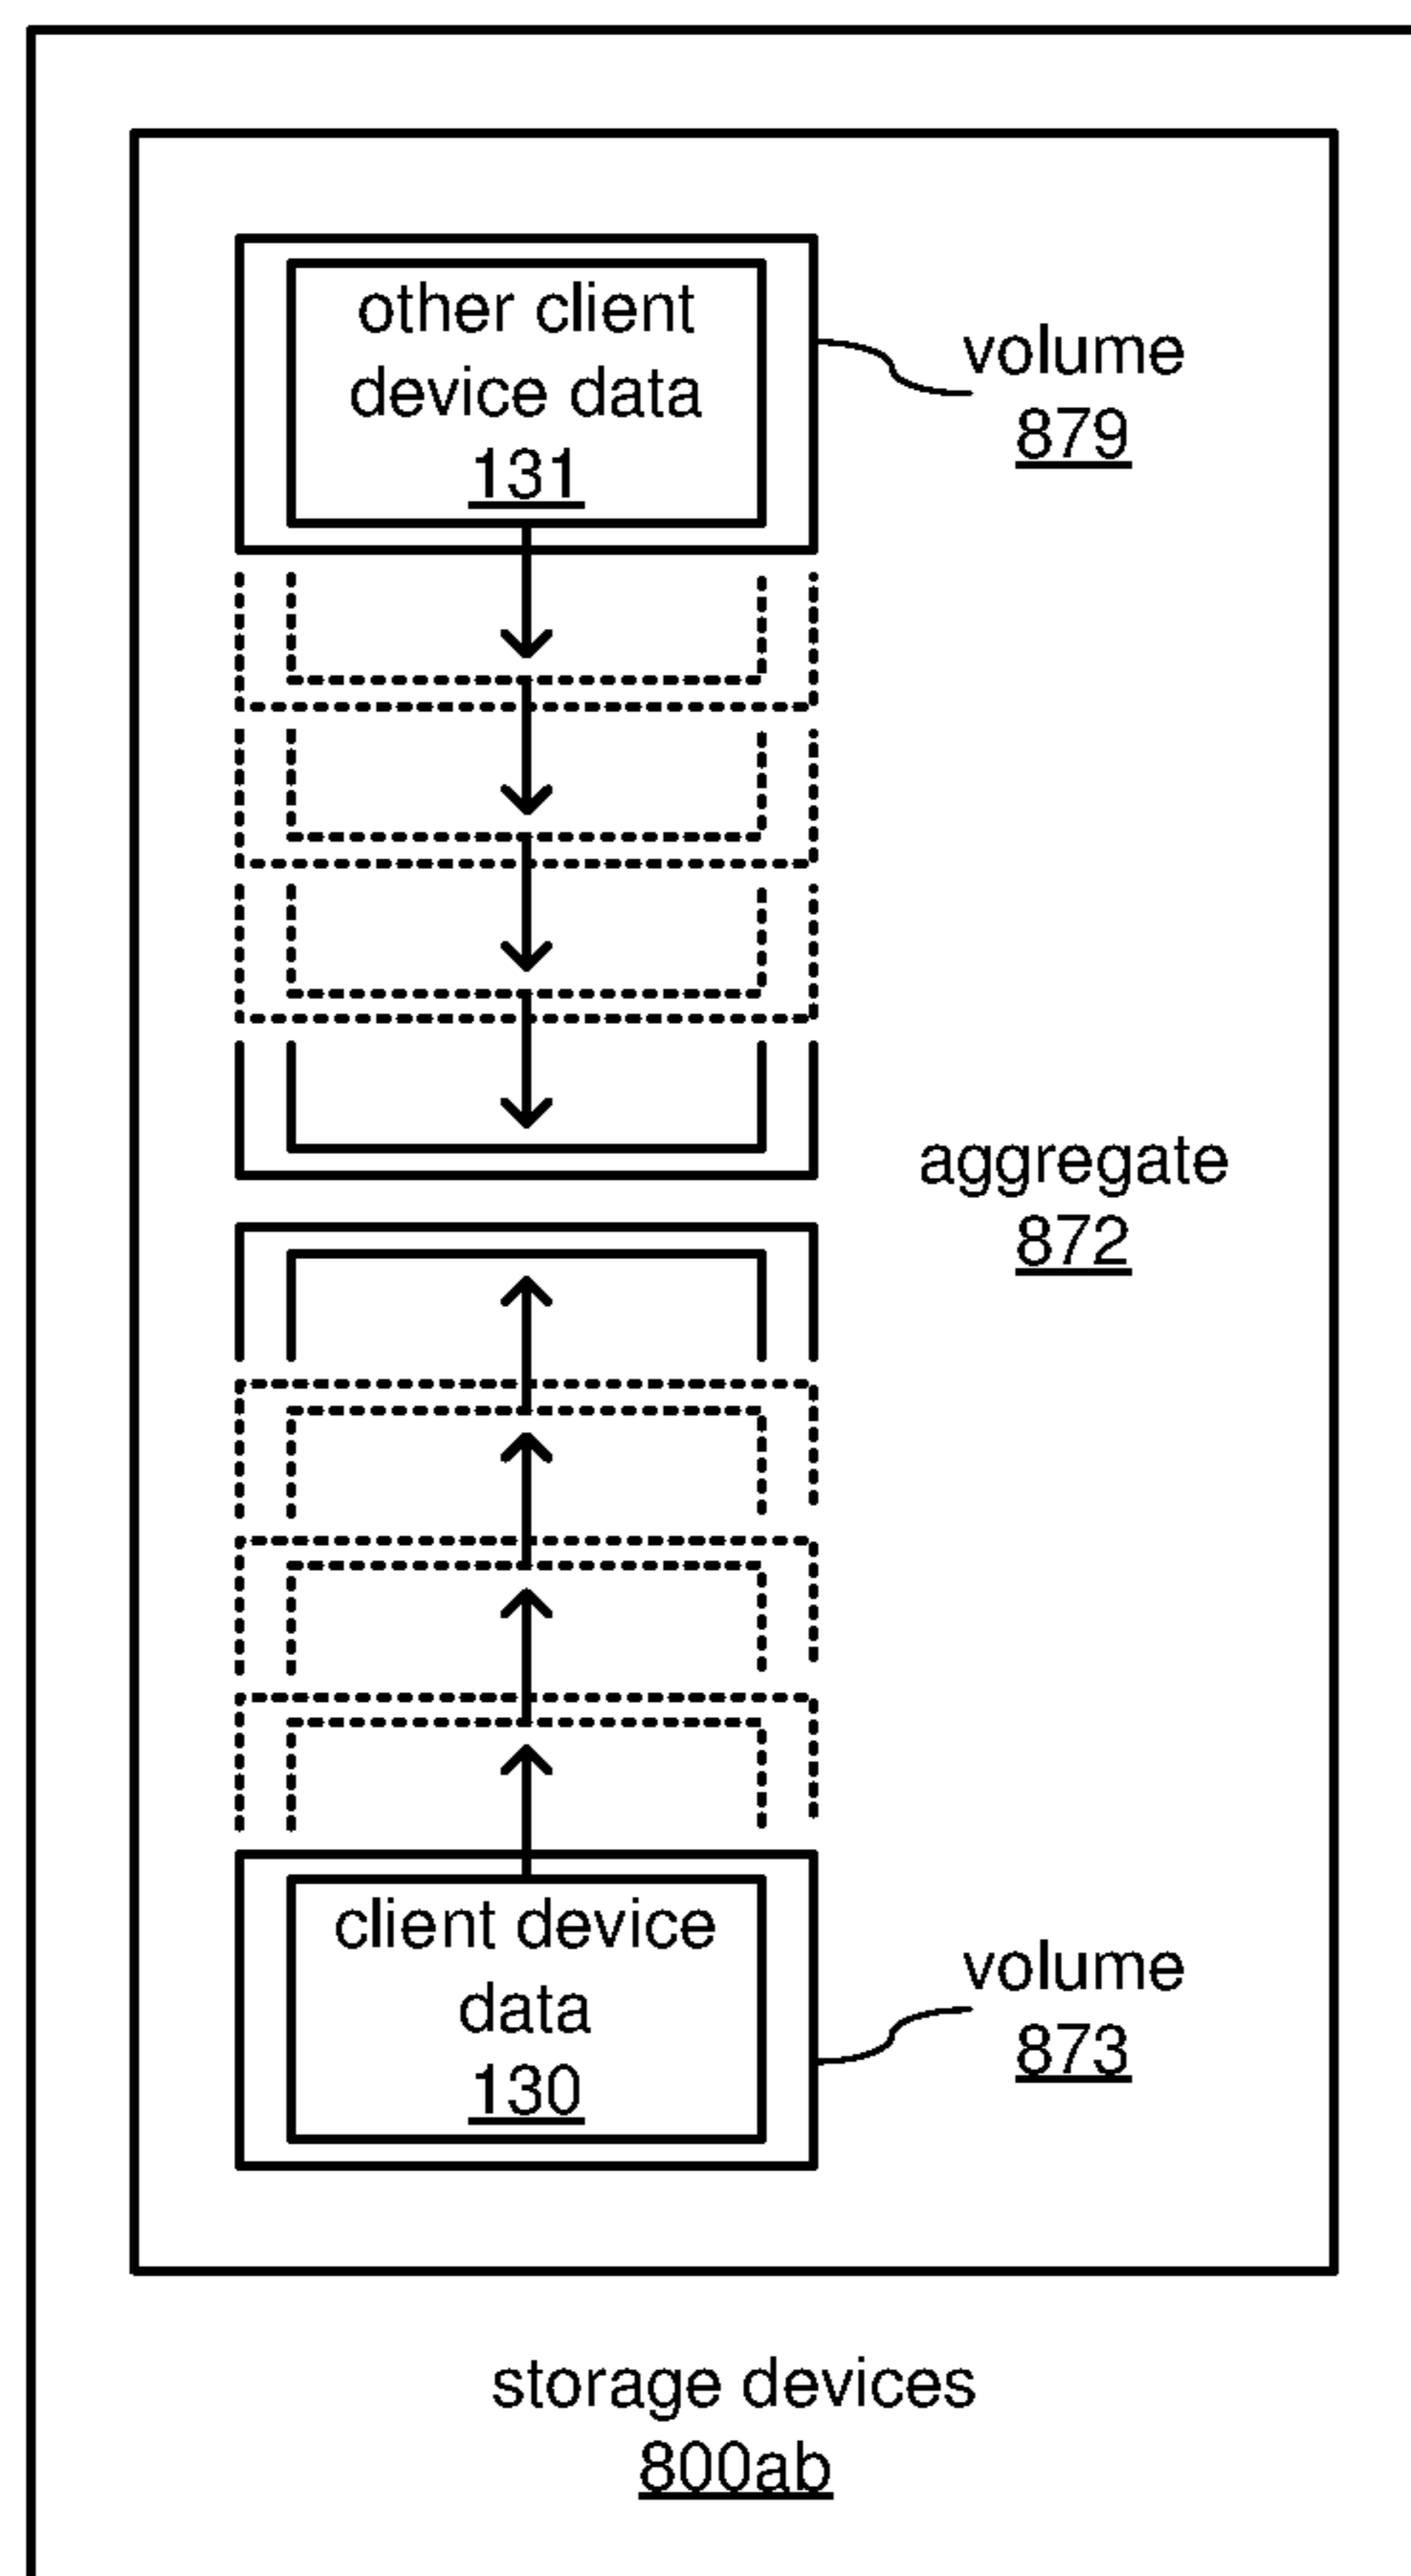 other client
device data
131
volume
879
aggregate
872
client device
data
130
volume
873
storage devices
800ab